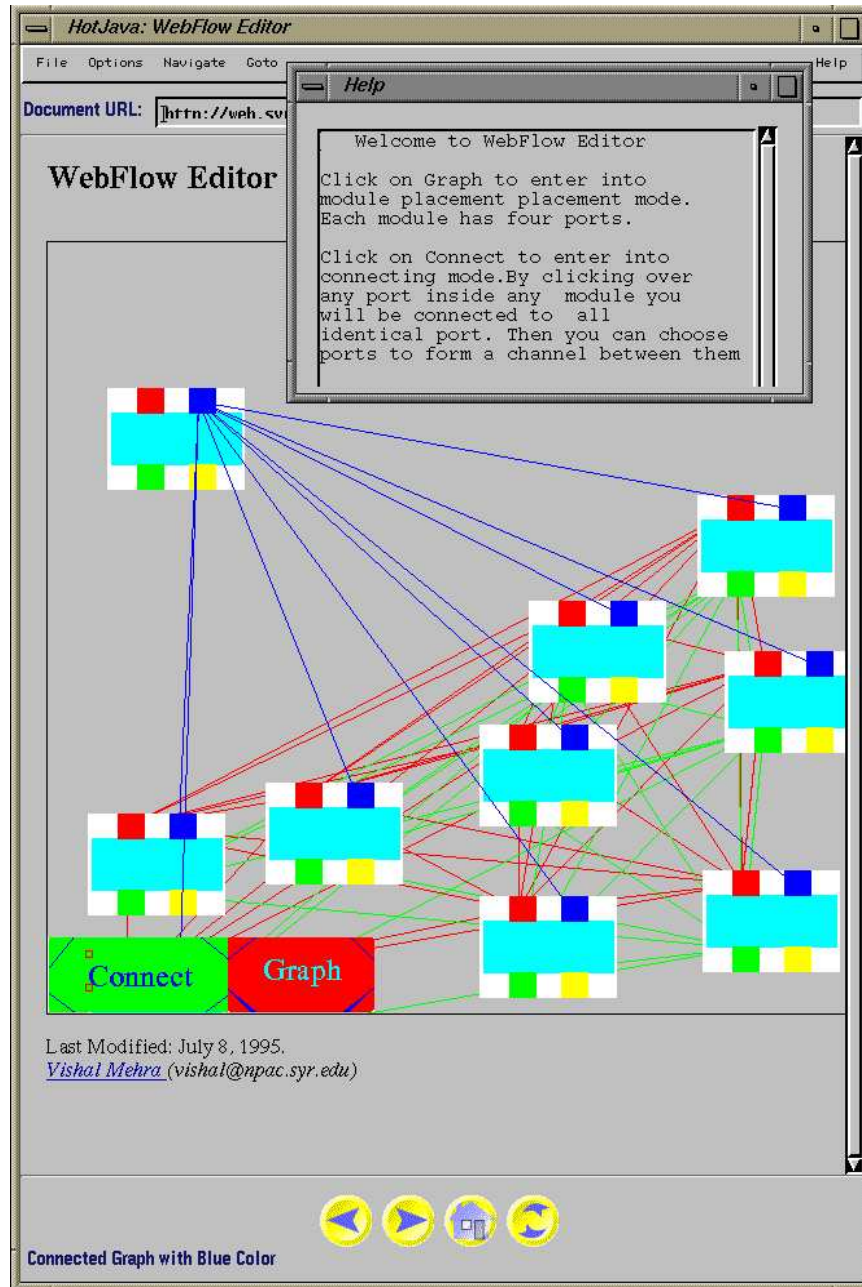 HotJava: WebFlow Editor
File Options Navigate Goto Help
Help
Document URL: http://web.syr
Welcome to WebFlow Editor
WebFlow Editor
Click on Graph to enter into
module placement placement mode.
Each module has four ports.
Click on Connect to enter into
connecting mode.By clicking over
any port inside any module you
will be connected to all
identical port. Then you can choose
ports to form a channel between them
Connect
Graph
Last Modified: July 8, 1995.
Vishal Mehra (vishal@npac.syr.edu)
Connected Graph with Blue Color